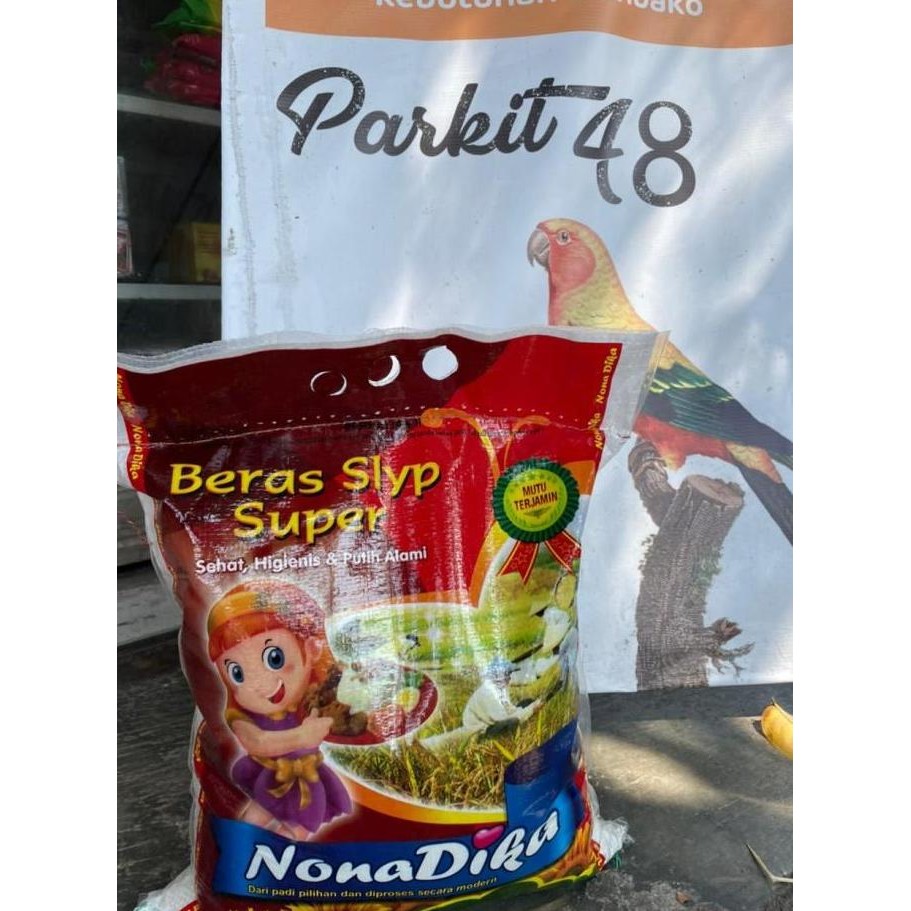 Parkit 48
Nona Dika
Nona Dika
Beras Slyp
Super
Sehat, Higienis & Putih Alami
MUTU
TERJAMIN
NonaDika
Dari padi pilihan dan diproses secara modern